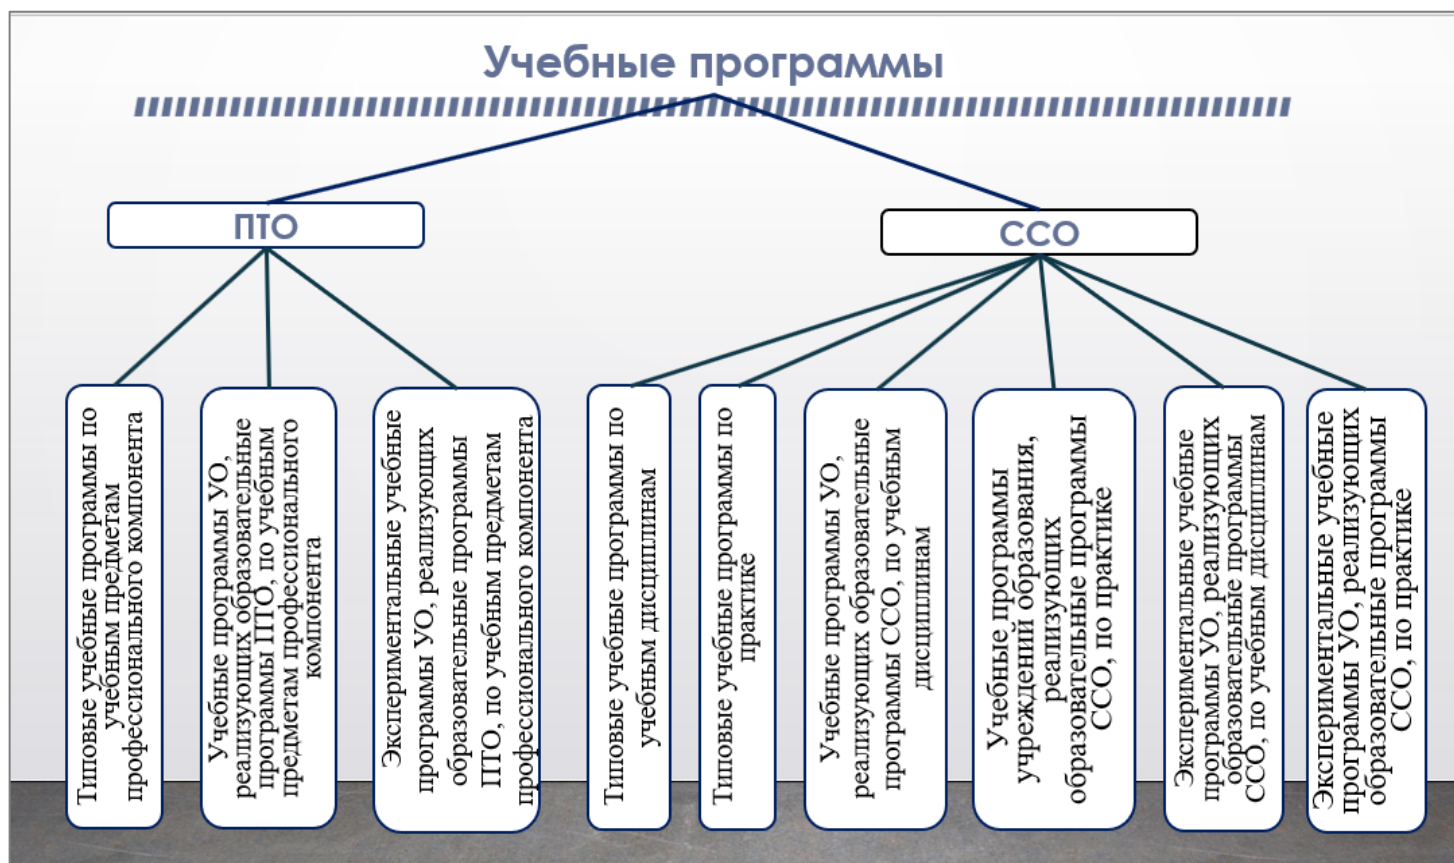 Учебные программы
ПТО
ССО
Типовые учебные программы по
учебным предметам
профессионального компонента
Учебные программы УО,
реализующих образовательные
программы ПТО, по учебным
предметам профессионального
компонента
Экспериментальные учебные
программы УО, реализующих
образовательные программы
ПТО, по учебным предметам
профессионального компонента
Типовые учебные программы по
учебным дисциплинам
Типовые учебные программы по
практике
Учебные программы УО,
реализующих образовательные
программы ССО, по учебным
дисциплинам
Учебные программы
учреждений образования,
реализующих
образовательные программы
ССО, по практике
Экспериментальные учебные
программы УО, реализующих
образовательные программы
ССО, по учебным дисциплинам
Экспериментальные учебные
программы УО, реализующих
образовательные программы
ССО, по практике